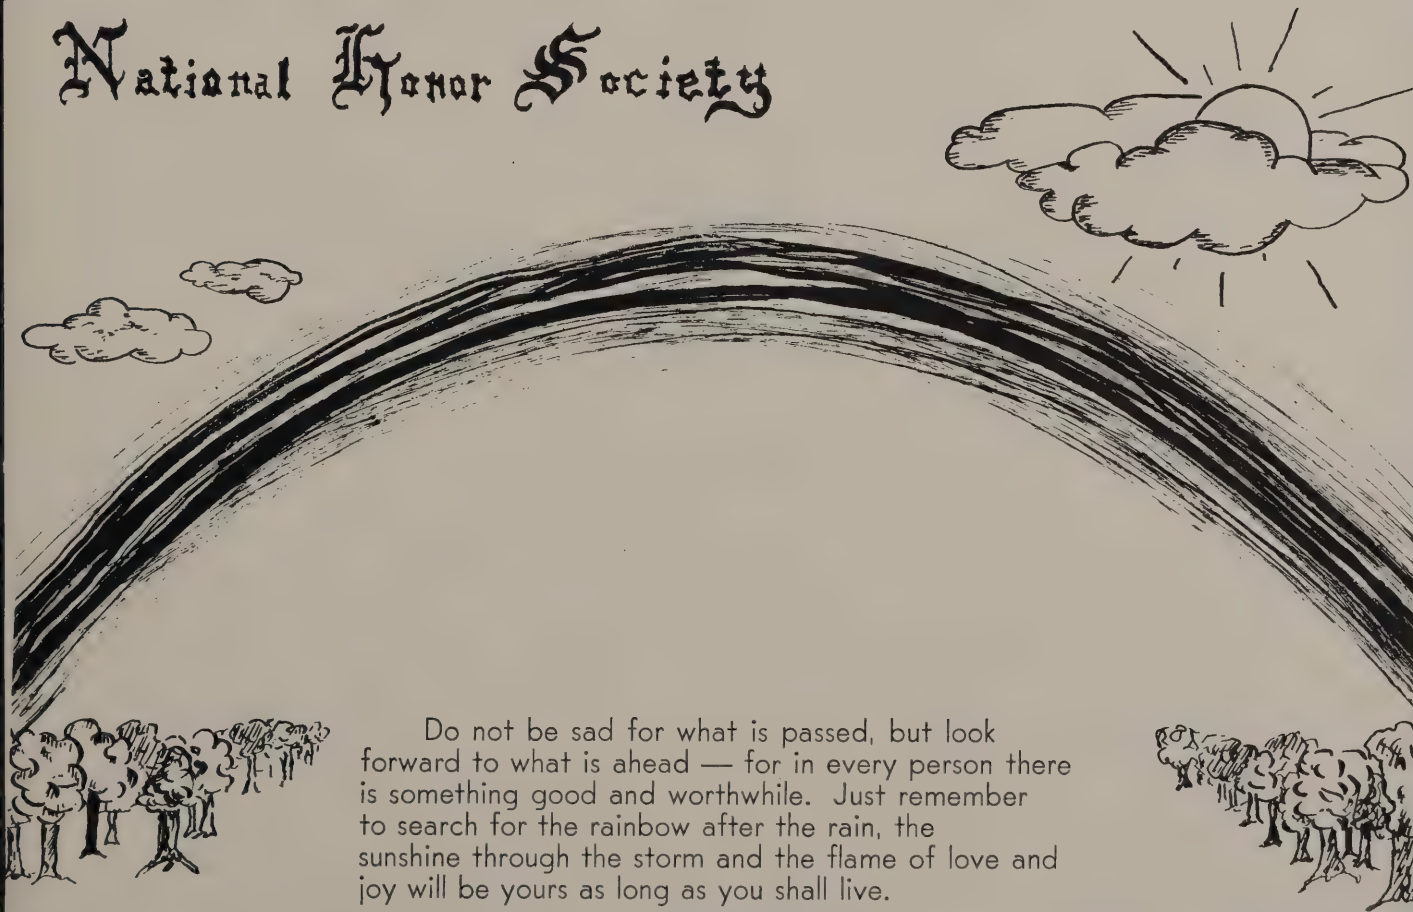 National Honor Society
Do not be sad for what is passed, but look
forward to what is ahead — for in every person there
is something good and worthwhile. Just remember
to search for the rainbow after the rain, the
sunshine through the storm and the flame of love and
joy will be yours as long as you shall live.